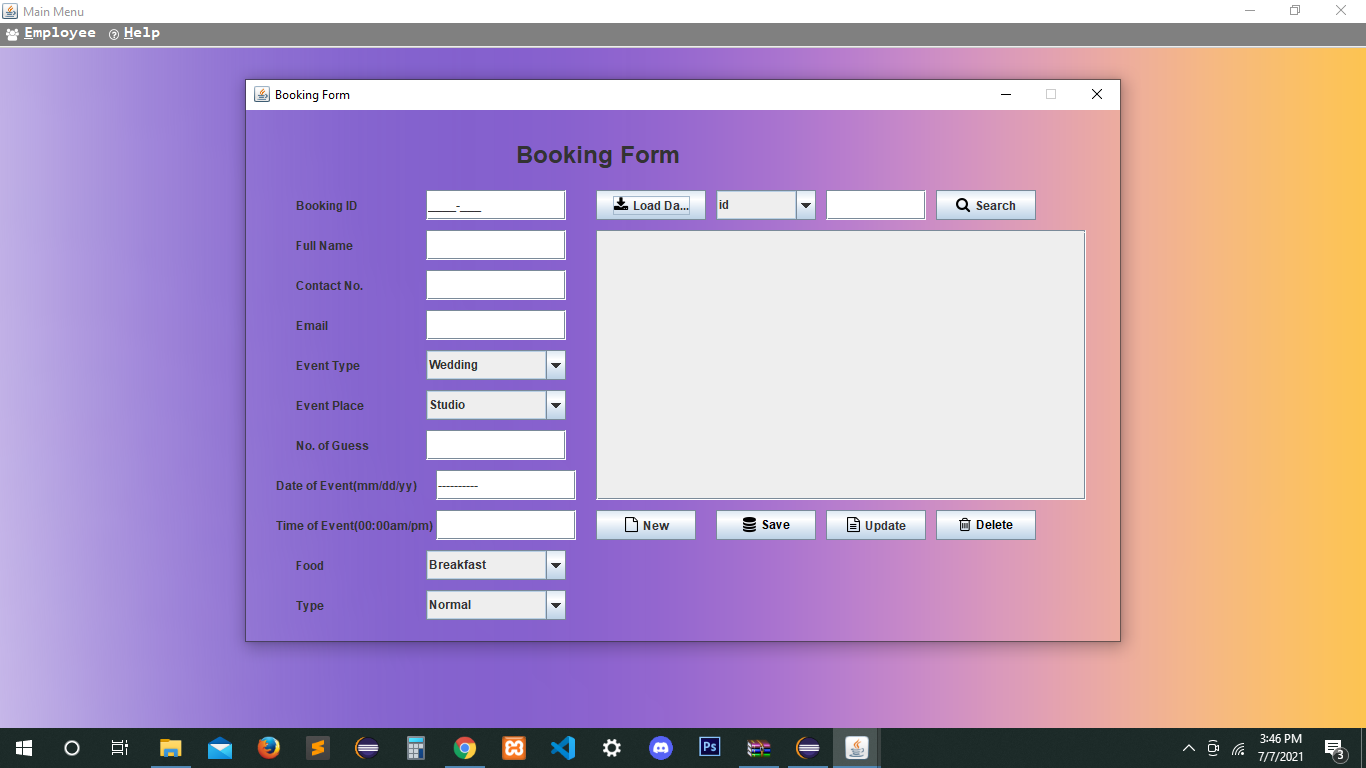 Main Menu
Employee Help
Booking Form
Booking Form
Booking ID ____-___ Load Da... id Search
Full Name
Contact No.
Email
Event Type Wedding
Event Place Studio
No. of Guess
Date of Event(mm/dd/yy) ----------
Time of Event(00:00am/pm) New Save Update Delete
Food Breakfast
Type Normal
Ps
3:46 PM
7/7/2021
3